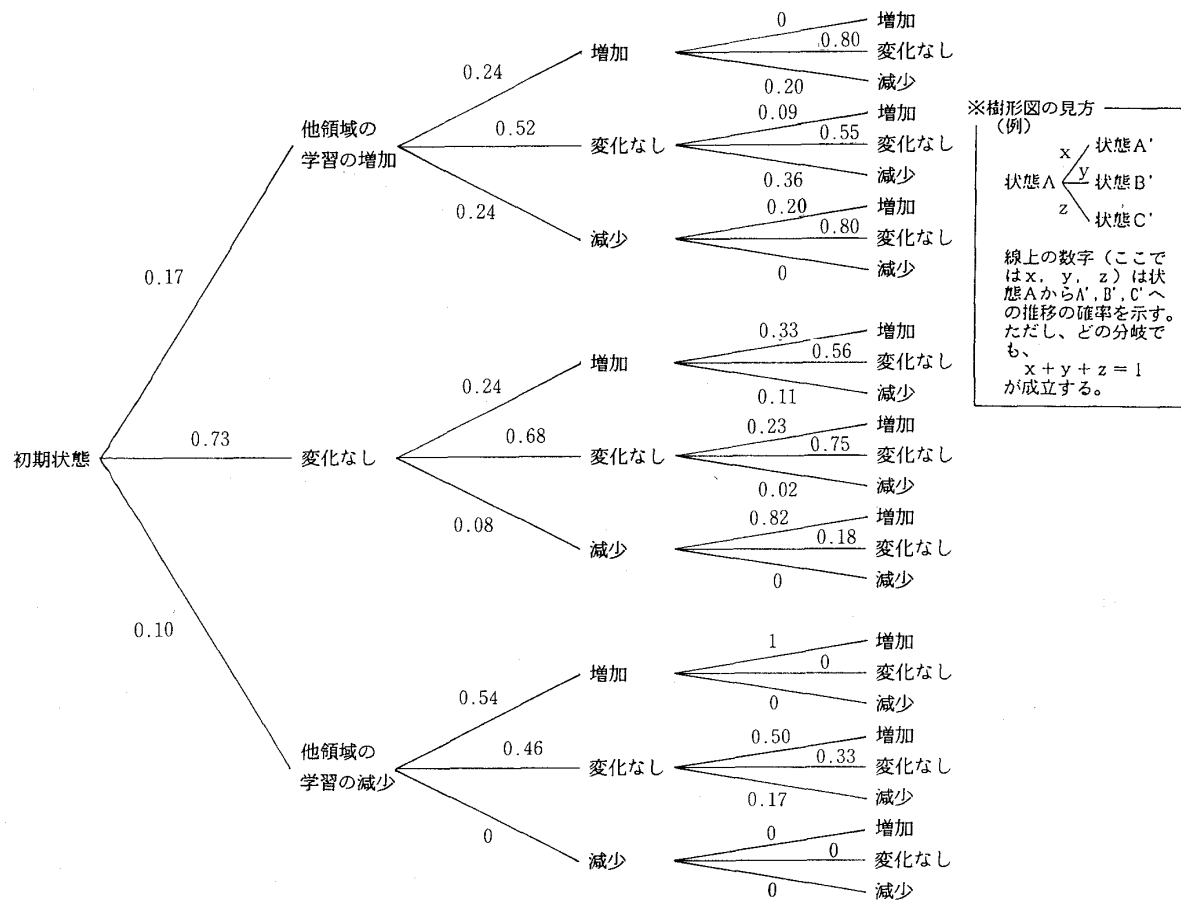 0
増加
0.80
増加
変化なし
0.24
減少
0.20
0.09
増加
他領域の
学習の増加
0.52
変化なし
0.55
変化なし
減少
0.36
0.24
0.20
増加
減少
0.80
変化なし
0
減少
0.17
0.33
増加
増加
0.56
変化なし
0.24
減少
0.11
0.23
増加
初期状態
0.73
変化なし
0.68
変化なし
0.75
変化なし
0.02
減少
0.08
0.82
増加
減少
0.18
変化なし
0
減少
0.10
1
増加
増加
0
変化なし
0.54
0
減少
0.50
増加
他領域の
学習の減少
0.46
変化なし
0.33
変化なし
0.17
減少
0
0
増加
減少
0
変化なし
0
減少
※樹形図の見方
(例)
x
状態A'
状態A
y
状態B'
z
状態C'
線上の数字(ここで
はx, y, z)は状
態AからA',B',C'へ
の推移の確率を示す。
ただし、どの分岐で
も、
x+y+z=1
が成立する。